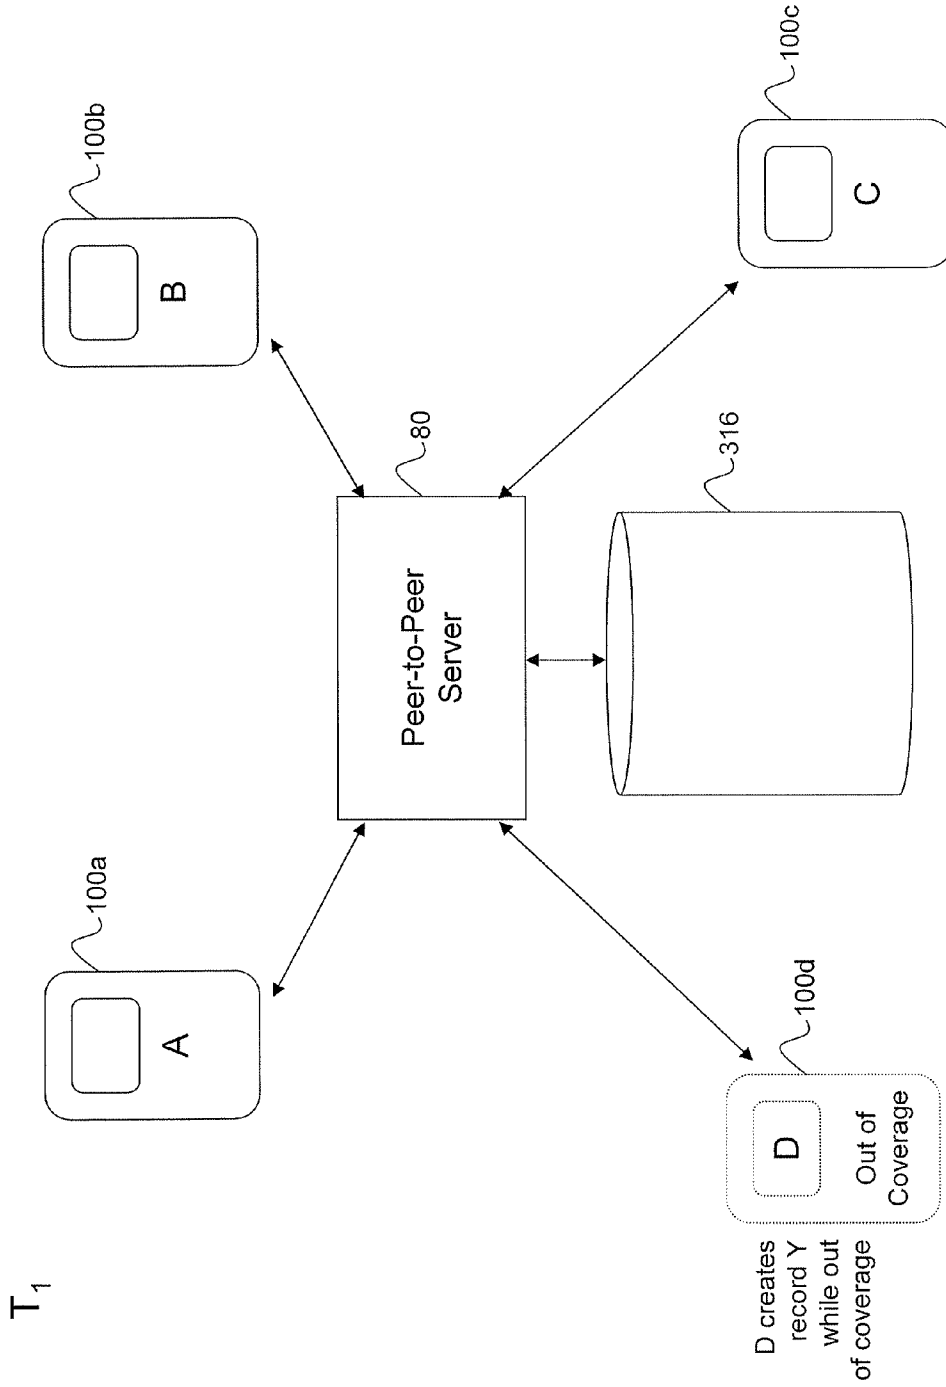 T1
100a
A
100b
B
80
Peer-to-Peer
Server
316
100d
D
Out of
Coverage
D creates
record Y
while out
of coverage
100c
C